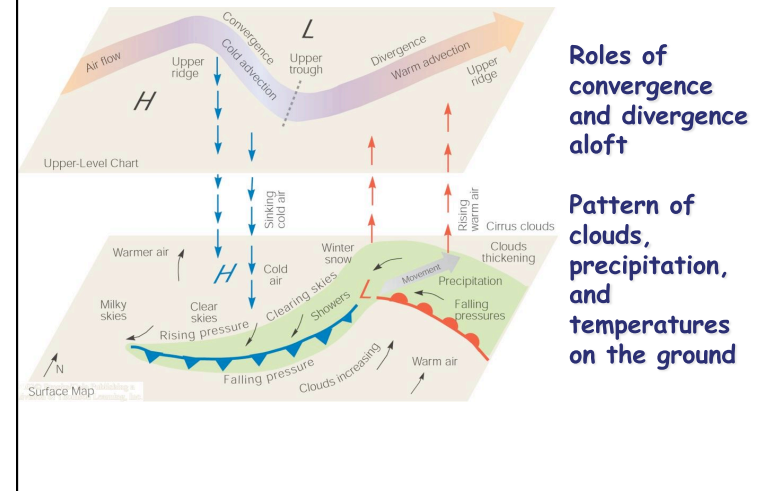 Air flow
Upper
ridge
Convergence
Cold advection
L
Upper
trough
Divergence
Warm advection
Upper
ridge
H
Upper-Level Chart
Roles of
convergence
and divergence
aloft
Pattern of
clouds,
precipitation,
and
temperatures
on the ground
Sinking
cold air
Rising
warm air
Cirrus clouds
Clouds
thickening
Warmer air
H
Cold
air
Winter
snow
Movement
Precipitation
L
Falling
pressures
Milky
skies
Clear
skies
Clearing skies
Showers
Rising pressure
Falling pressure
Clouds increasing
Warm air
N
Surface Map